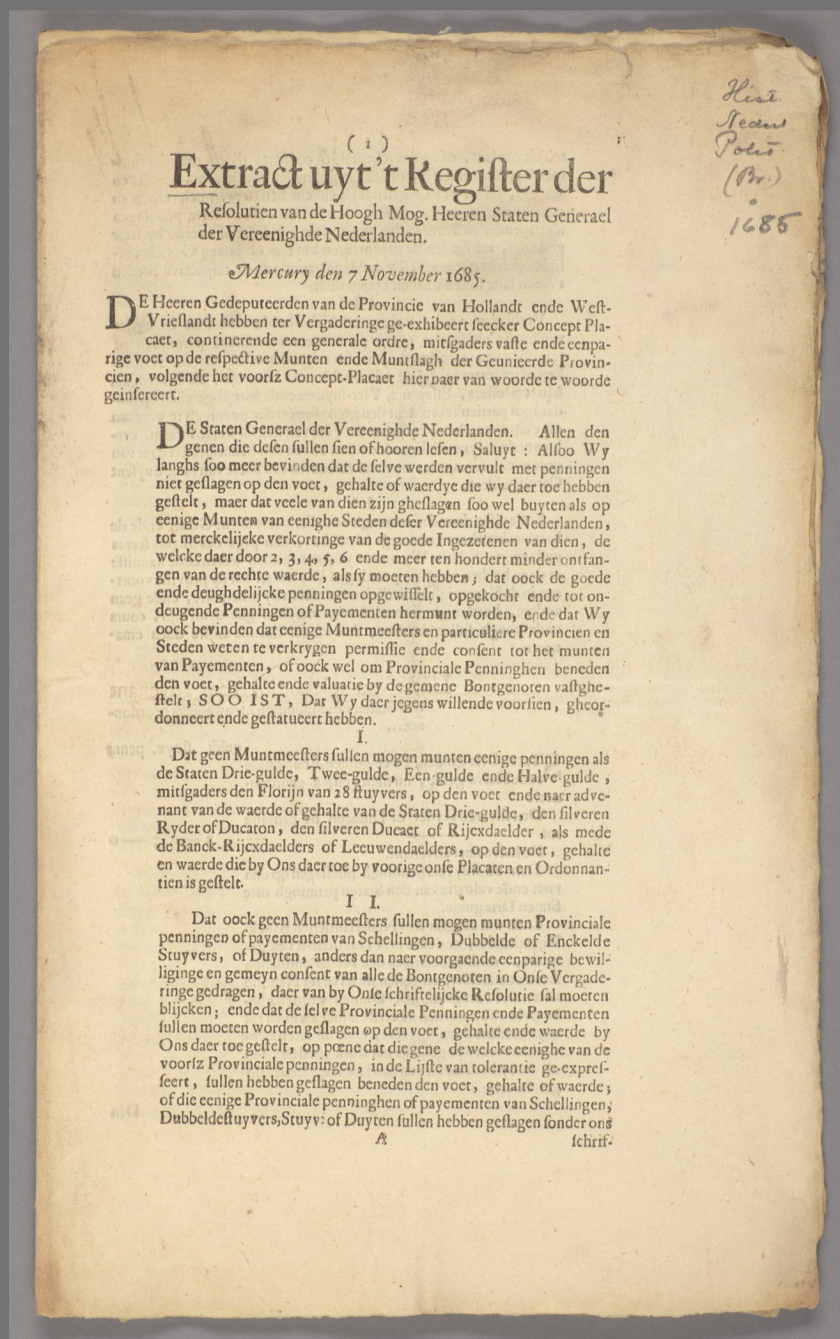 Hist.
Nederl
Polit
(Br.)
1685
( 1 )
Extract uyt 't Regiſter der
Reſolutien van de Hoogh Mog. Heeren Staten Generael
der Vereenighde Nederlanden.
Mercury den 7 November 1685.
DE Heeren Gedeputeerden van de Provincie van Hollandt ende Weſt-
Vrieſlandt hebben ter Vergaderinge ge-exhibeert ſeecker Concept Pla-
caet, continerende een generale ordre, mitſgaders vaſte ende eenpa-
rige voet op de reſpective Munten ende Muntſlagh der Geunieerde Provin-
cien, volgende het voorſz Concept-Placaet hier naer van woorde te woorde
geinſereert.
DE Staten Generael der Vereenighde Nederlanden. Allen den
genen die deſen ſullen ſien of hooren leſen, Saluyt : Alſoo Wy
langhs ſoo meer bevinden dat de ſelve werden vervult met penningen
niet geſlagen op den voet, gehalte of waerdye die wy daer toe hebben
geſtelt, maer dat veele van dien zijn gheſlagen ſoo wel buyten als op
eenige Munten van eenighe Steden deſer Vereenighde Nederlanden,
tot merckelijcke verkortinge van de goede Ingezetenen van dien, de
welcke daer door 2, 3, 4, 5, 6 ende meer ten hondert minder ontfan-
gen van de rechte waerde, als ſy moeten hebben; dat oock de goede
ende deughdelijcke penningen opgewiſſelt, opgekocht ende tot on-
deugende Penningen of Payementen hermunt worden, ende dat Wy
oock bevinden dat eenige Muntmeeſters en particuliere Provincien en
Steden weten te verkrygen permiſſie ende conſent tot het munten
van Payementen, of oock wel om Provinciale Penninghen beneden
den voet, gehalte ende valuatie by de gemene Bontgenoten vaſtghe-
ſtelt; SOO IST, Dat Wy daer jegens willende voorſien, gheor-
donneert ende geſtatueert hebben.
I.
Dat geen Muntmeeſters ſullen mogen munten eenige penningen als
de Staten Drie-gulde, Twee-gulde, Een-gulde ende Halve-gulde,
mitſgaders den Florijn van 28 ſtuyvers, op den voet ende naer adve-
nant van de waerde of gehalte van de Staten Drie-gulde, den ſilveren
Ryder of Ducaton, den ſilveren Ducaet of Rijcxdaelder, als mede
de Banck-Rijcxdaelders of Leeuwendaelders, op den voet, gehalte
en waerde die by Ons daer toe by voorige onſe Placaten en Ordonnan-
tien is geſtelt.
I I.
Dat oock geen Muntmeeſters ſullen mogen munten Provinciale
penningen of payementen van Schellingen, Dubbelde of Enckelde
Stuyvers, of Duyten, anders dan naer voorgaende eenparige bewil-
liginge en gemeyn conſent van alle de Bontgenoten in Onſe Vergade-
ringe gedragen, daer van by Onſe ſchriftelijcke Reſolutie ſal moeten
blijcken; ende dat de ſelve Provinciale Penningen ende Payementen
ſullen moeten worden geſlagen op den voet, gehalte ende waerde by
Ons daer toe geſtelt, op pœne dat die gene de welcke eenighe van de
voorſz Provinciale penningen, in de Lijſte van tolerantie ge-expreſ-
ſeert, ſullen hebben geſlagen beneden den voet, gehalte of waerde;
of die eenige Provinciale penninghen of payementen van Schellingen,
Dubbelde ſtuyvers, Stuyv: of Duyten ſullen hebben geſlagen ſonder ons
A ſchrif-